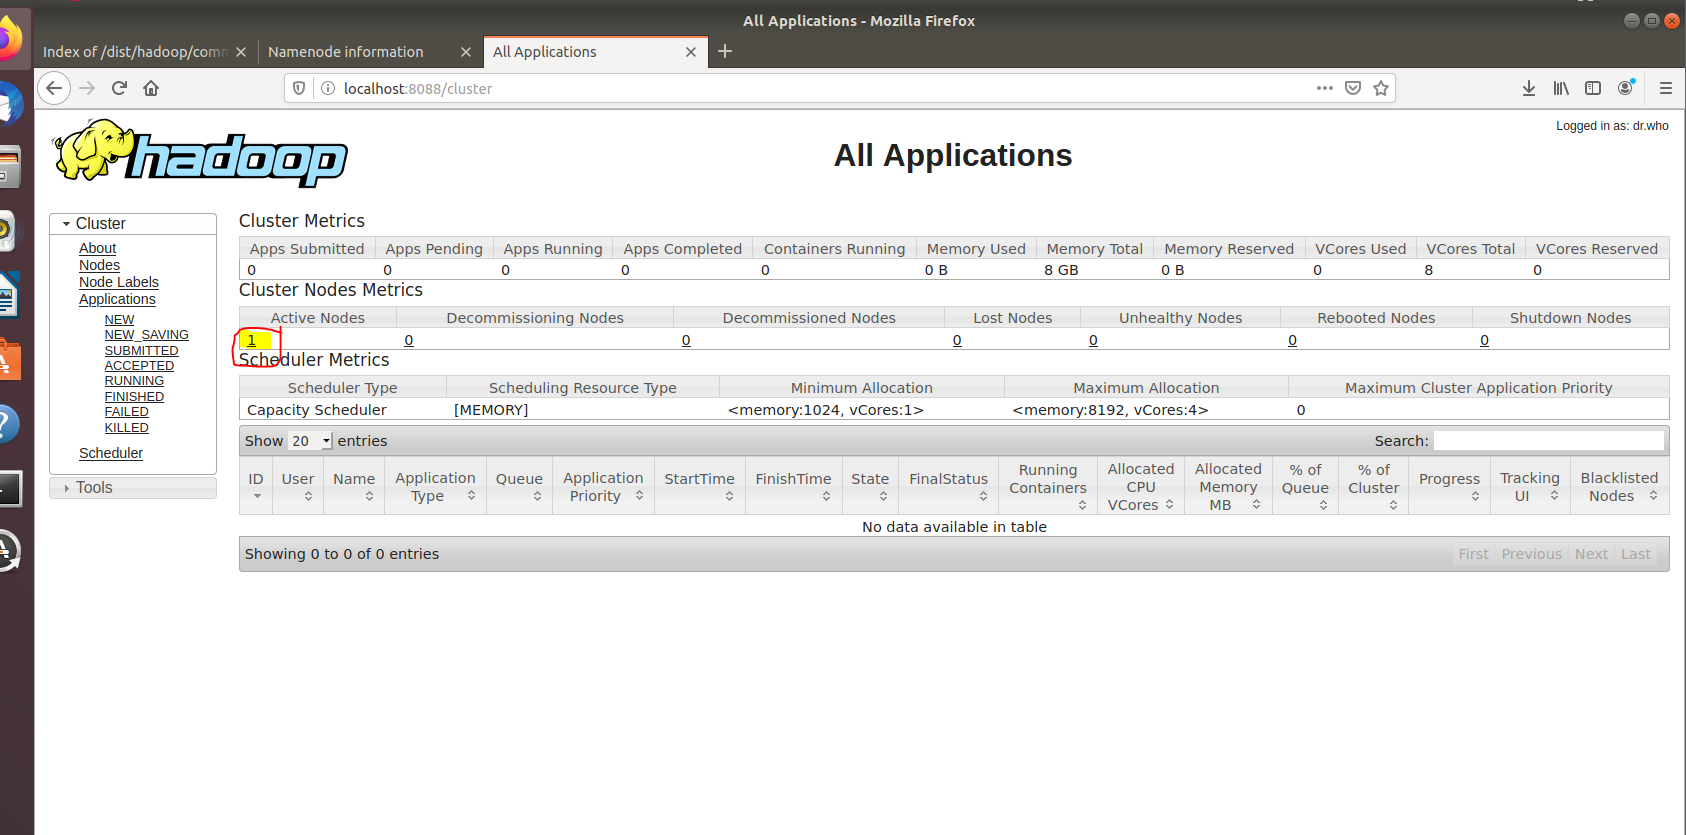 All Applications - Mozilla Firefox
Index of /dist/hadoop/comm
Namenode information
All Applications
localhost:8088/cluster
Logged in as: dr.who
hadoop
All Applications
Cluster
About
Nodes
Node Labels
Applications
NEW
NEW_SAVING
SUBMITTED
ACCEPTED
RUNNING
FINISHED
FAILED
KILLED
Scheduler
Tools
Cluster Metrics
Apps Submitted Apps Pending Apps Running Apps Completed Containers Running Memory Used Memory Total Memory Reserved VCores Used VCores Total VCores Reserved
0 0 0 0 0 0 B 8 GB 0 B 0 8 0
Cluster Nodes Metrics
Active Nodes Decommissioning Nodes Decommissioned Nodes Lost Nodes Unhealthy Nodes Rebooted Nodes Shutdown Nodes
1 0 0 0 0 0 0
Scheduler Metrics
Scheduler Type Scheduling Resource Type Minimum Allocation Maximum Allocation Maximum Cluster Application Priority
Capacity Scheduler [MEMORY] <memory:1024, vCores:1> <memory:8192, vCores:4> 0
Show 20 entries Search:
ID User Name Application Type Queue Application Priority StartTime FinishTime State FinalStatus Running Containers Allocated CPU VCores Allocated Memory MB % of Queue % of Cluster Progress Tracking UI Blacklisted Nodes
No data available in table
Showing 0 to 0 of 0 entries First Previous Next Last